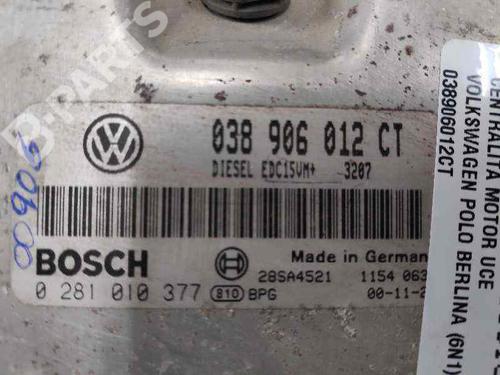 B-PARTS
038 906 012 CT
DIESEL EDC15VM+ 3207
BOSCH
Made in German
28SA4521 1154 063
0 281 010 377 810 BPG 00-11-2
CENTRALITA MOTOR UCE
VOLKSWAGEN POLO BERLINA (6N1)
038906012CT